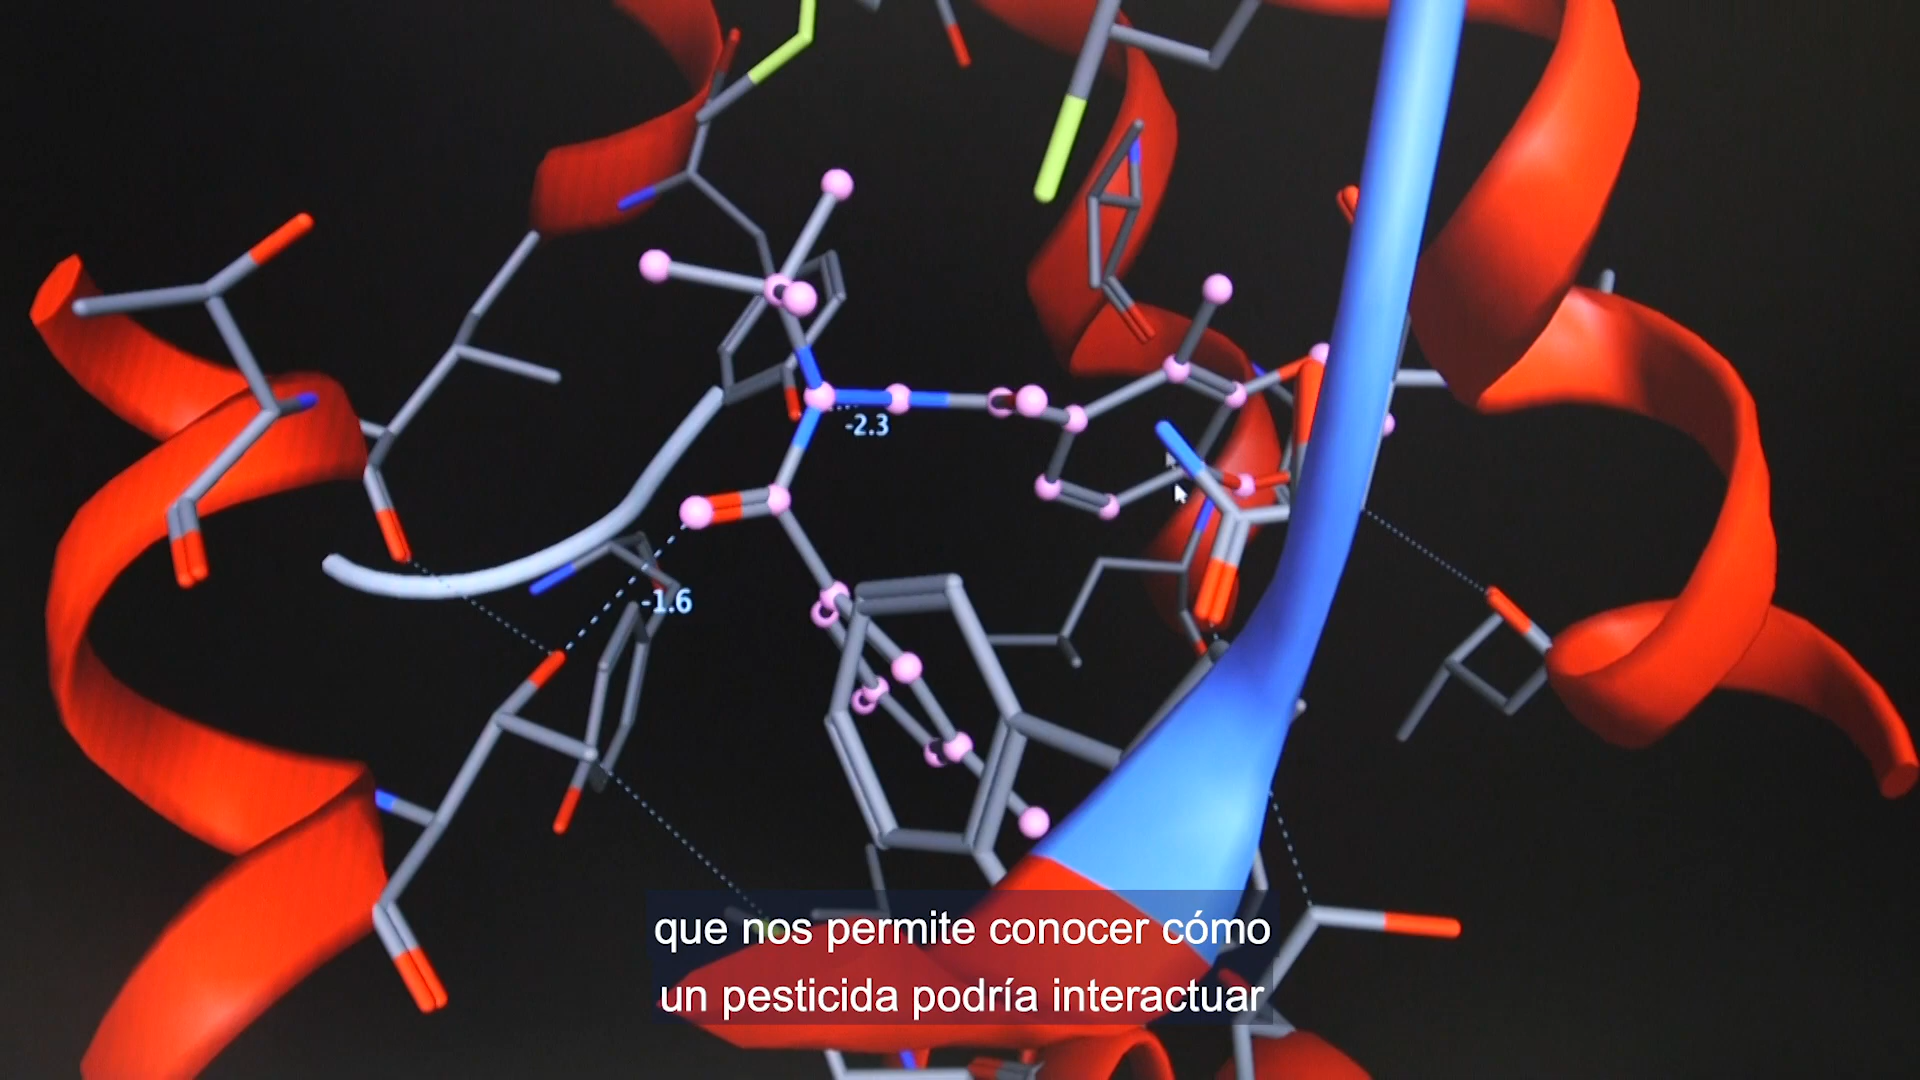 -2.3
-1.6
que nos permite conocer cómo
un pesticida podría interactuar